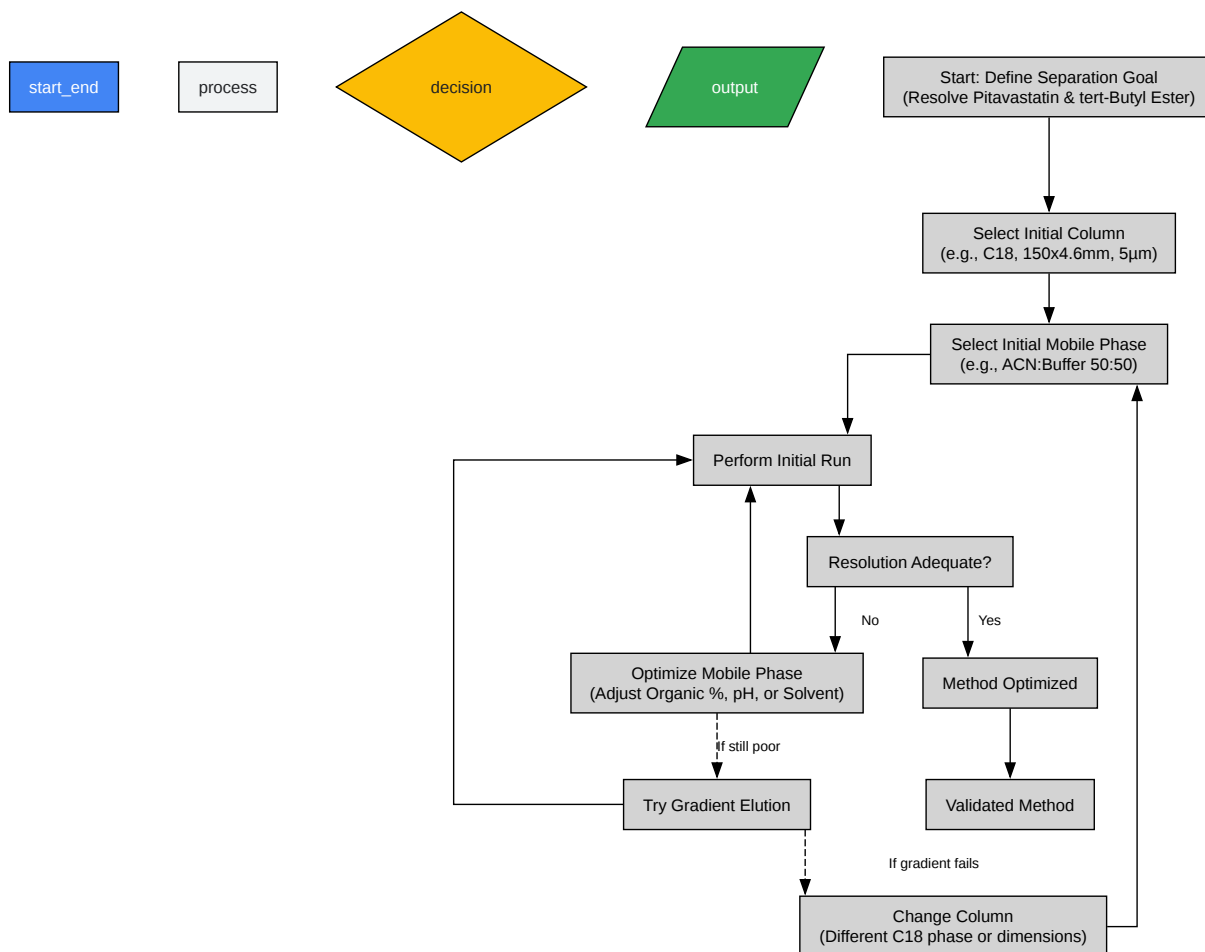 start_end
process
decision
output
Start: Define Separation Goal
(Resolve Pitavastatin & tert-Butyl Ester)
Select Initial Column
(e.g., C18, 150x4.6mm, 5µm)
Select Initial Mobile Phase
(e.g., ACN:Buffer 50:50)
Perform Initial Run
Resolution Adequate?
No
Yes
Optimize Mobile Phase
(Adjust Organic %, pH, or Solvent)
Method Optimized
If still poor
Try Gradient Elution
Validated Method
If gradient fails
Change Column
(Different C18 phase or dimensions)